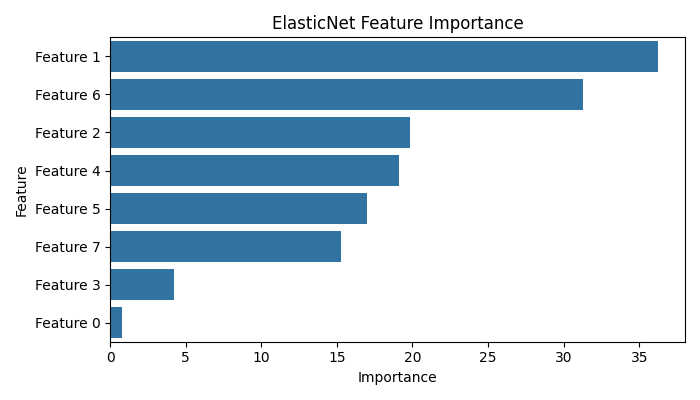 ElasticNet Feature Importance
Feature
Feature 1
Feature 6
Feature 2
Feature 4
Feature 5
Feature 7
Feature 3
Feature 0
0 5 10 15 20 25 30 35
Importance